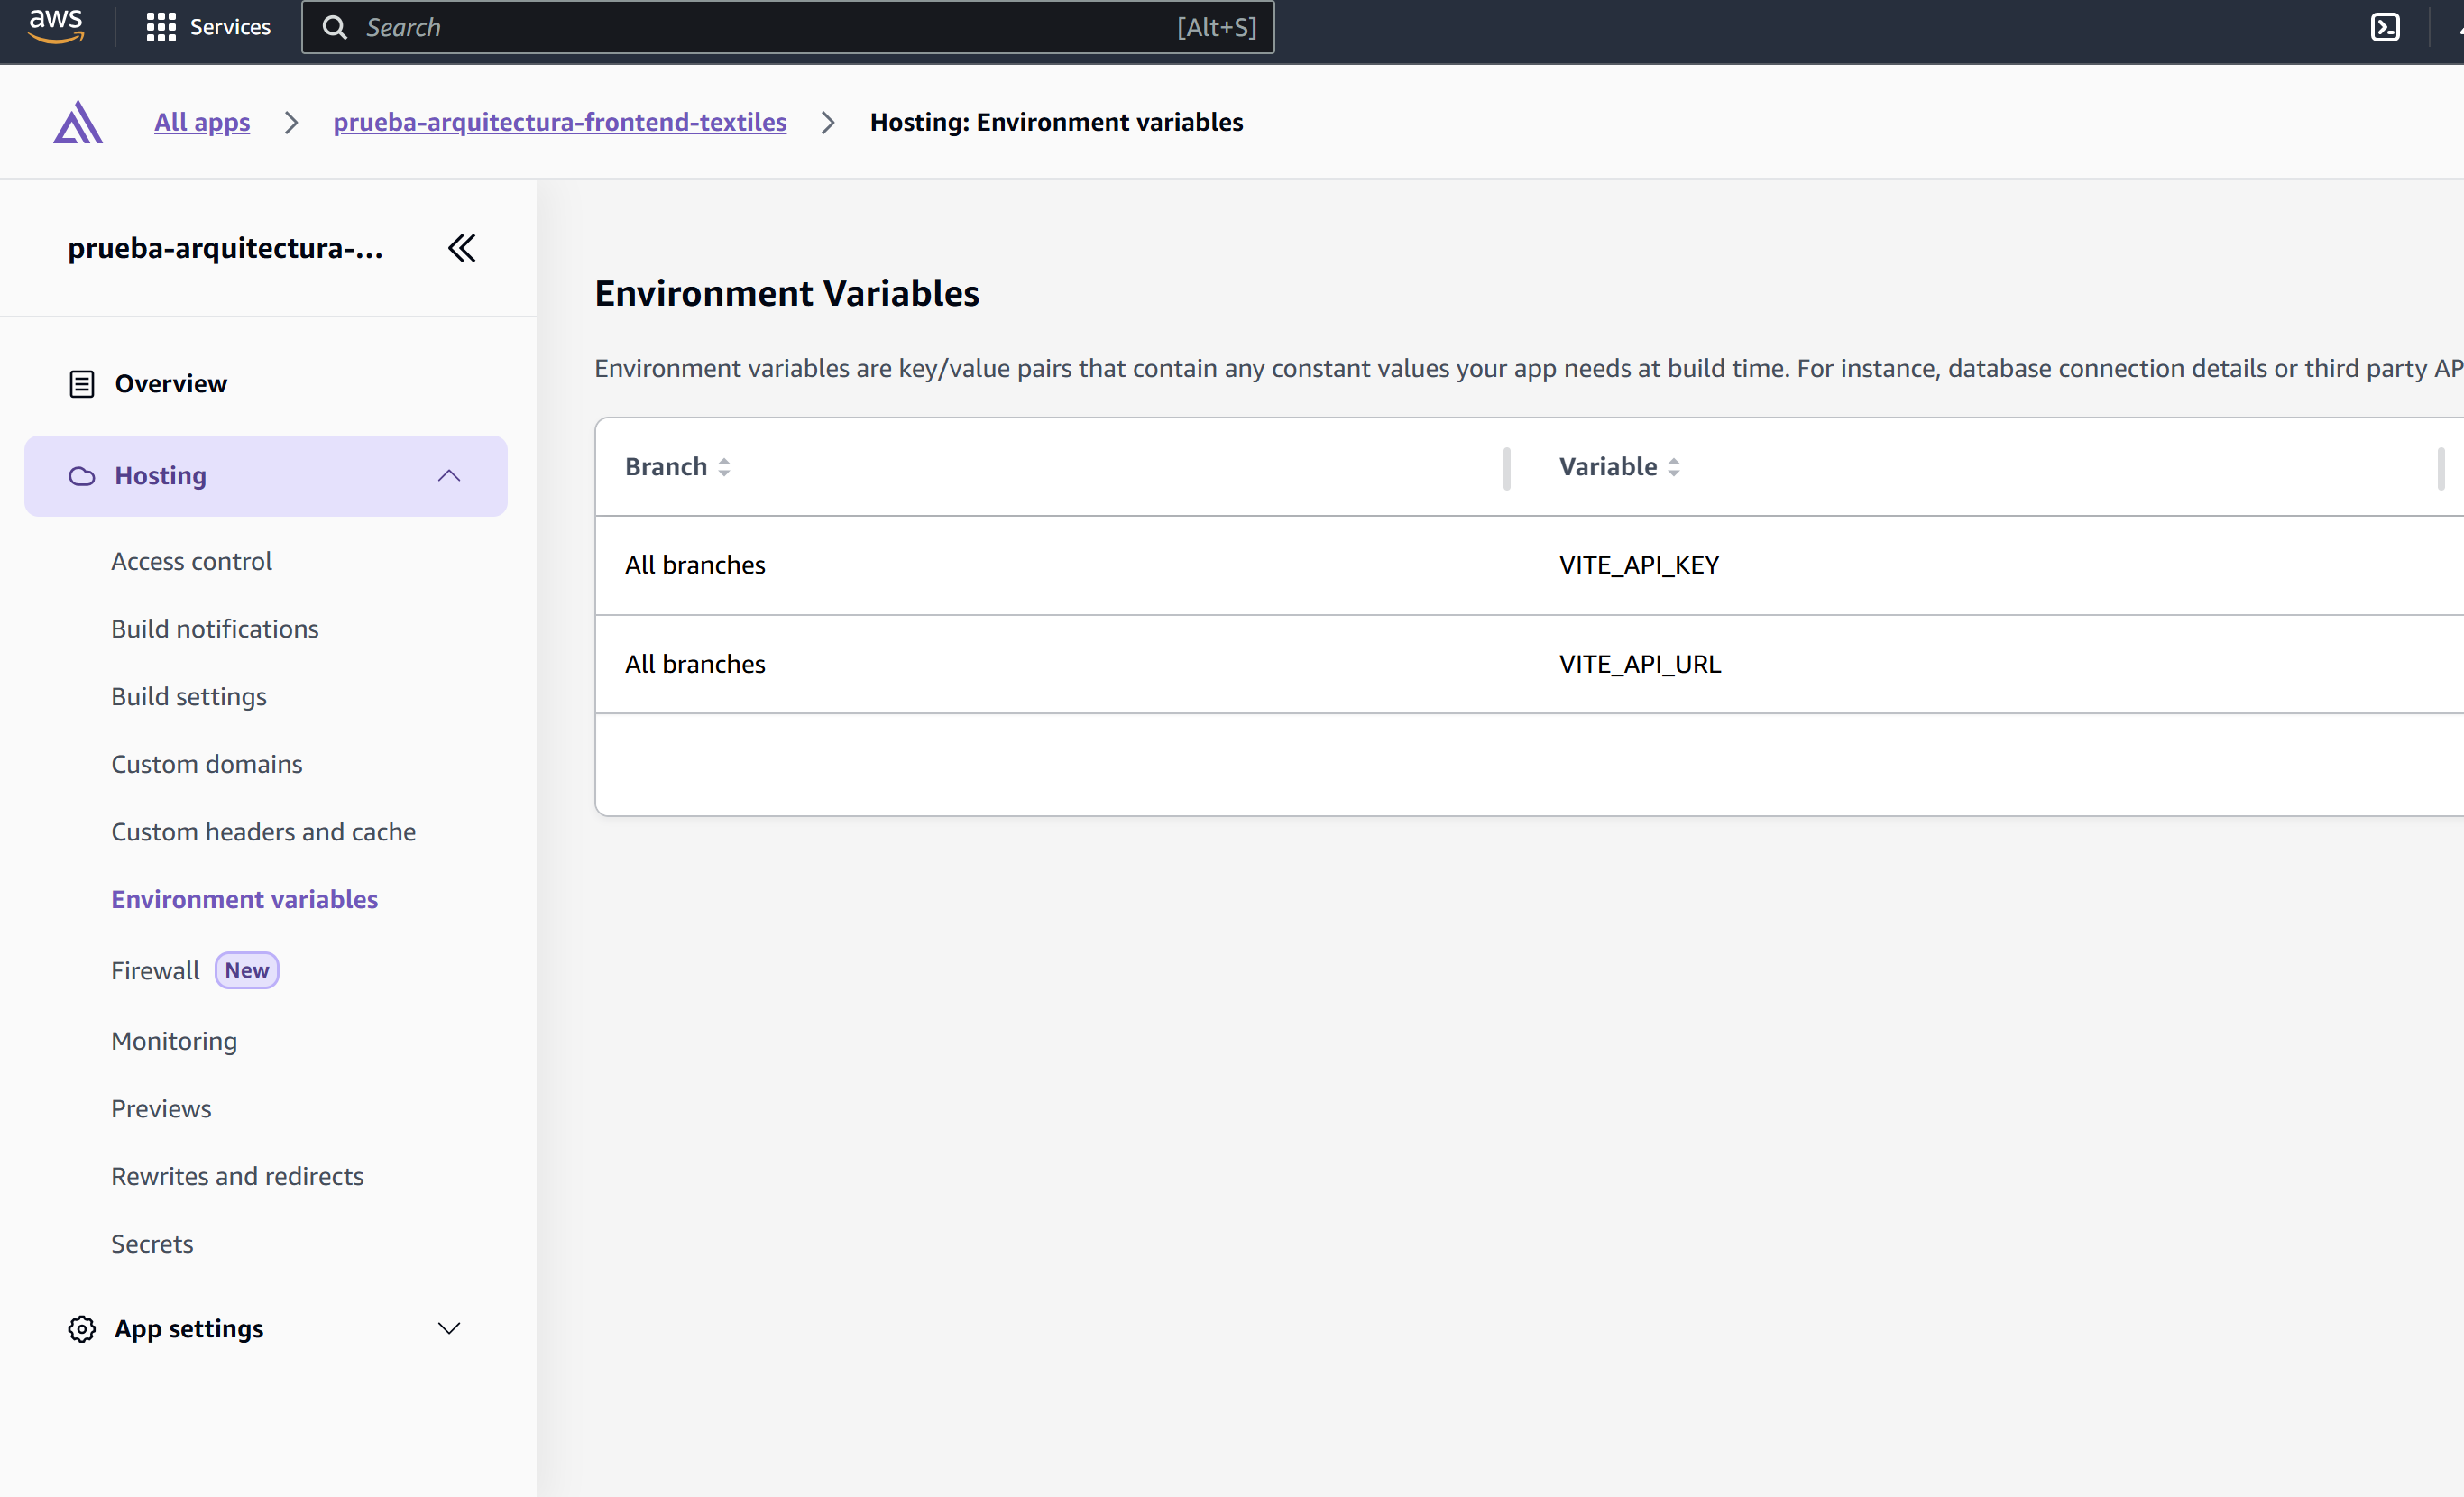 aws
Services
Search
[Alt+S]
All apps
prueba-arquitectura-frontend-textiles
Hosting: Environment variables
prueba-arquitectura-...
Overview
Hosting
Access control
Build notifications
Build settings
Custom domains
Custom headers and cache
Environment variables
Firewall New
Monitoring
Previews
Rewrites and redirects
Secrets
App settings
Environment Variables
Environment variables are key/value pairs that contain any constant values your app needs at build time. For instance, database connection details or third party AP
Branch Variable
All branches VITE_API_KEY
All branches VITE_API_URL